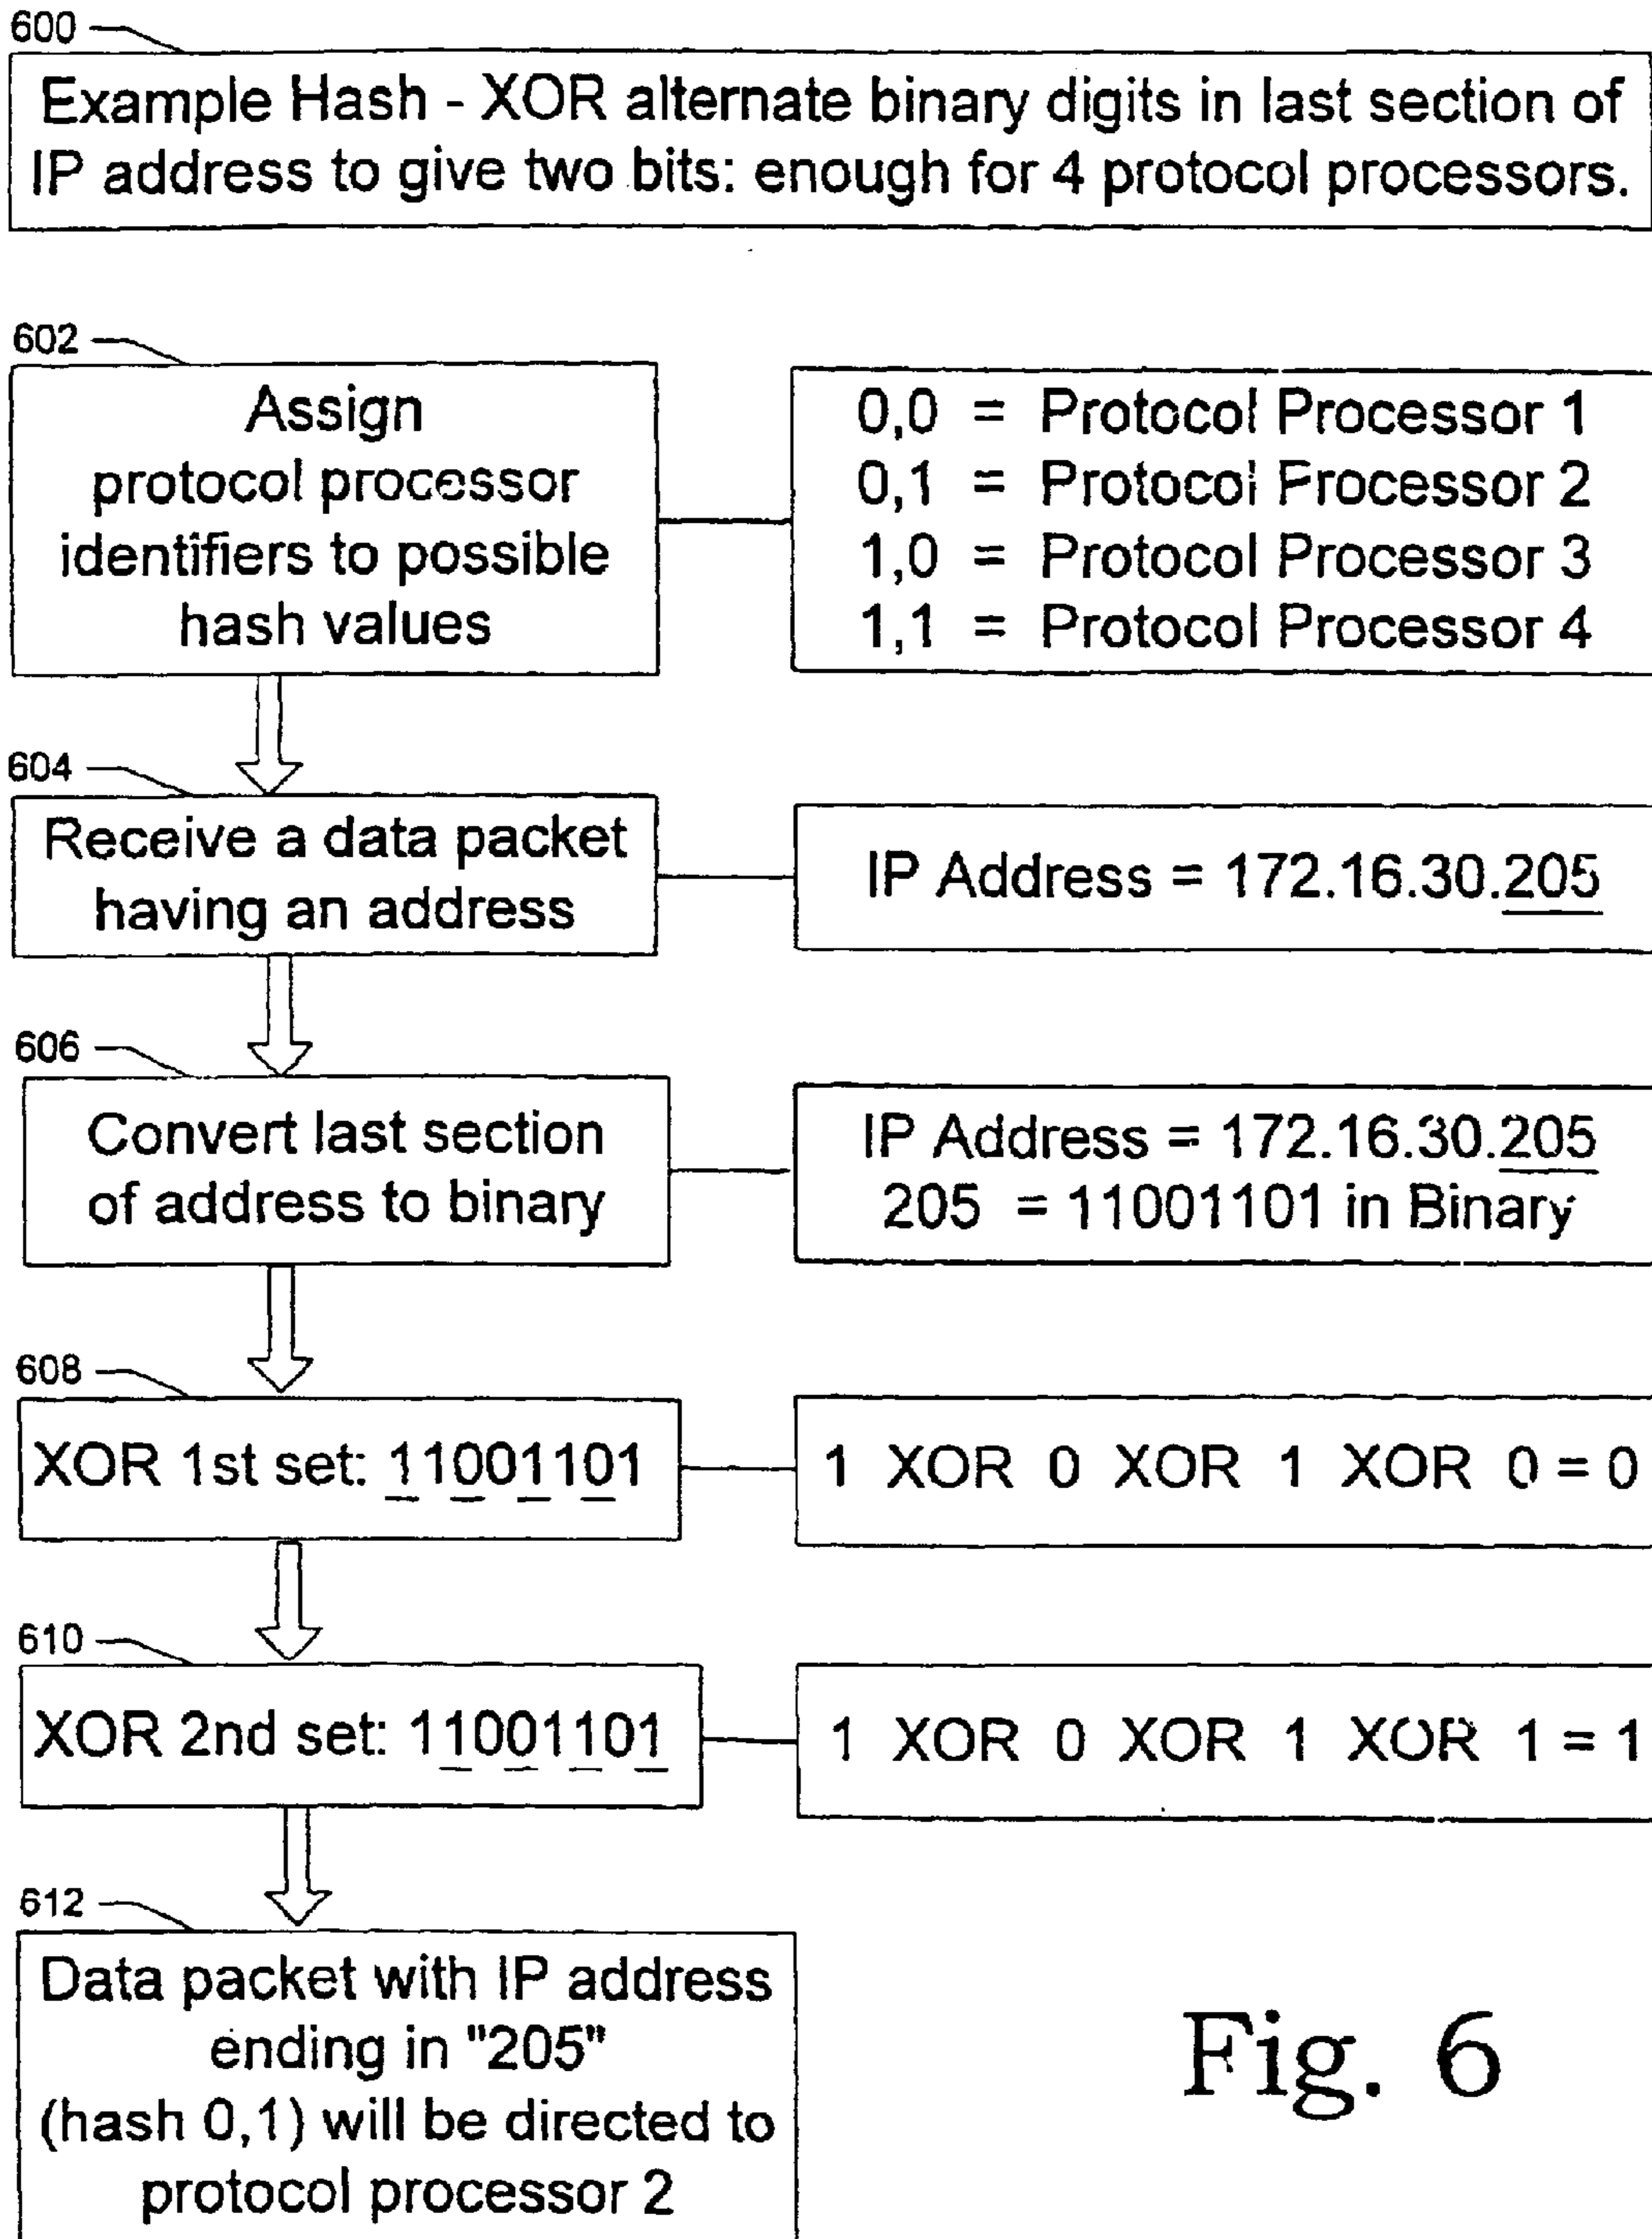 600
Example Hash - XOR alternate binary digits in last section of
IP address to give two bits: enough for 4 protocol processors.
602
Assign
protocol processor
identifiers to possible
hash values
0,0 = Protocol Processor 1
0,1 = Protocol Processor 2
1,0 = Protocol Processor 3
1,1 = Protocol Processor 4
604
Receive a data packet
having an address
IP Address = 172.16.30.205
606
Convert last section
of address to binary
IP Address = 172.16.30.205
205 = 11001101 in Binary
608
XOR 1st set: 11001101
1 XOR 0 XOR 1 XOR 0 = 0
610
XOR 2nd set: 11001101
1 XOR 0 XOR 1 XOR 1 = 1
612
Data packet with IP address
ending in "205"
(hash 0,1) will be directed to
protocol processor 2
Fig. 6